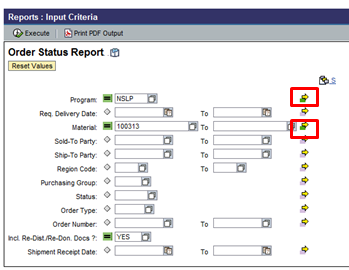 Reports : Input Criteria
Execute Print PDF Output
Order Status Report
Reset Values
S
Program: NSLP
Req. Delivery Date: To
Material: 100313 To
Sold-To Party: To
Ship-To Party: To
Region Code: To
Purchasing Group:
Status:
Order Type:
Order Number: To
Incl. Re-Dist./Re-Don. Docs ?: YES
Shipment Receipt Date: To